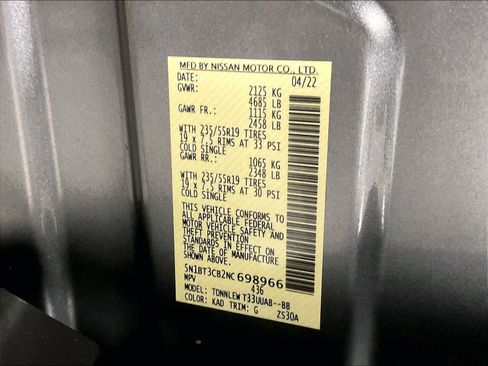 MFD BY NISSAN MOTOR CO., LTD.
DATE: 04/22
GVWR: 2125 KG
4685 LB
GAWR FR.: 1115 KG
2458 LB
WITH 235/55R19 TIRES
19 x 7.5 RIMS AT 33 PSI
COLD SINGLE
GAWR RR.: 1065 KG
2348 LB
WITH 235/55R19 TIRES
19 x 7.5 RIMS AT 30 PSI
COLD SINGLE
THIS VEHICLE CONFORMS TO
ALL APPLICABLE FEDERAL
MOTOR VEHICLE SAFETY AND
THEFT PREVENTION
STANDARDS IN EFFECT
ON THE DATE OF
MANUFACTURE SHOWN
ABOVE.
5N1BT3CB2NC698966
MPV 436
MODEL: TDNNLEWT33UUA8--BB
COLOR: KAD TRIM: G ZS30A